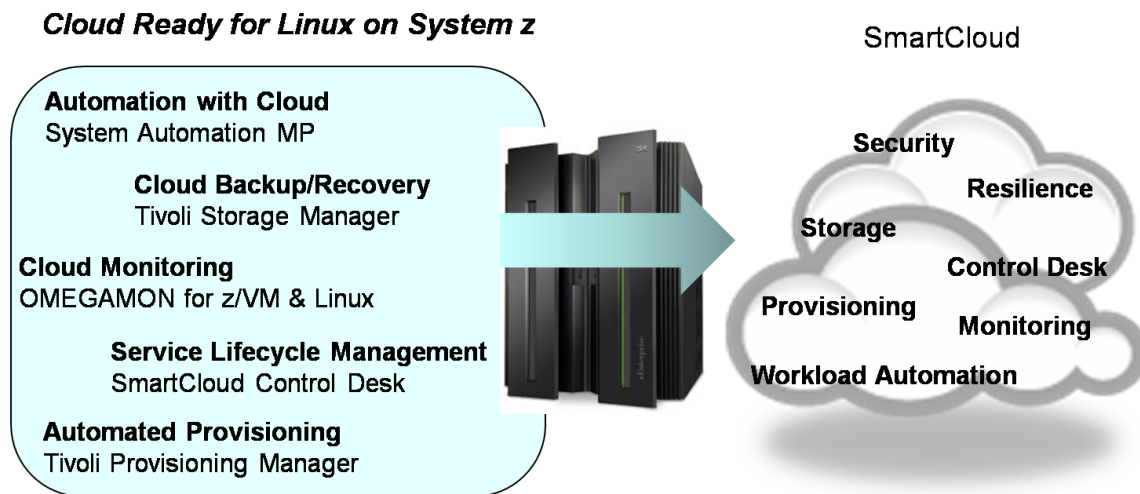 Cloud Ready for Linux on System z
SmartCloud
Automation with Cloud
System Automation MP
Cloud Backup/Recovery
Tivoli Storage Manager
Cloud Monitoring
OMEGAMON for z/VM & Linux
Service Lifecycle Management
SmartCloud Control Desk
Automated Provisioning
Tivoli Provisioning Manager
IBM
zEnterprise
Security
Resilience
Storage
Control Desk
Provisioning
Monitoring
Workload Automation